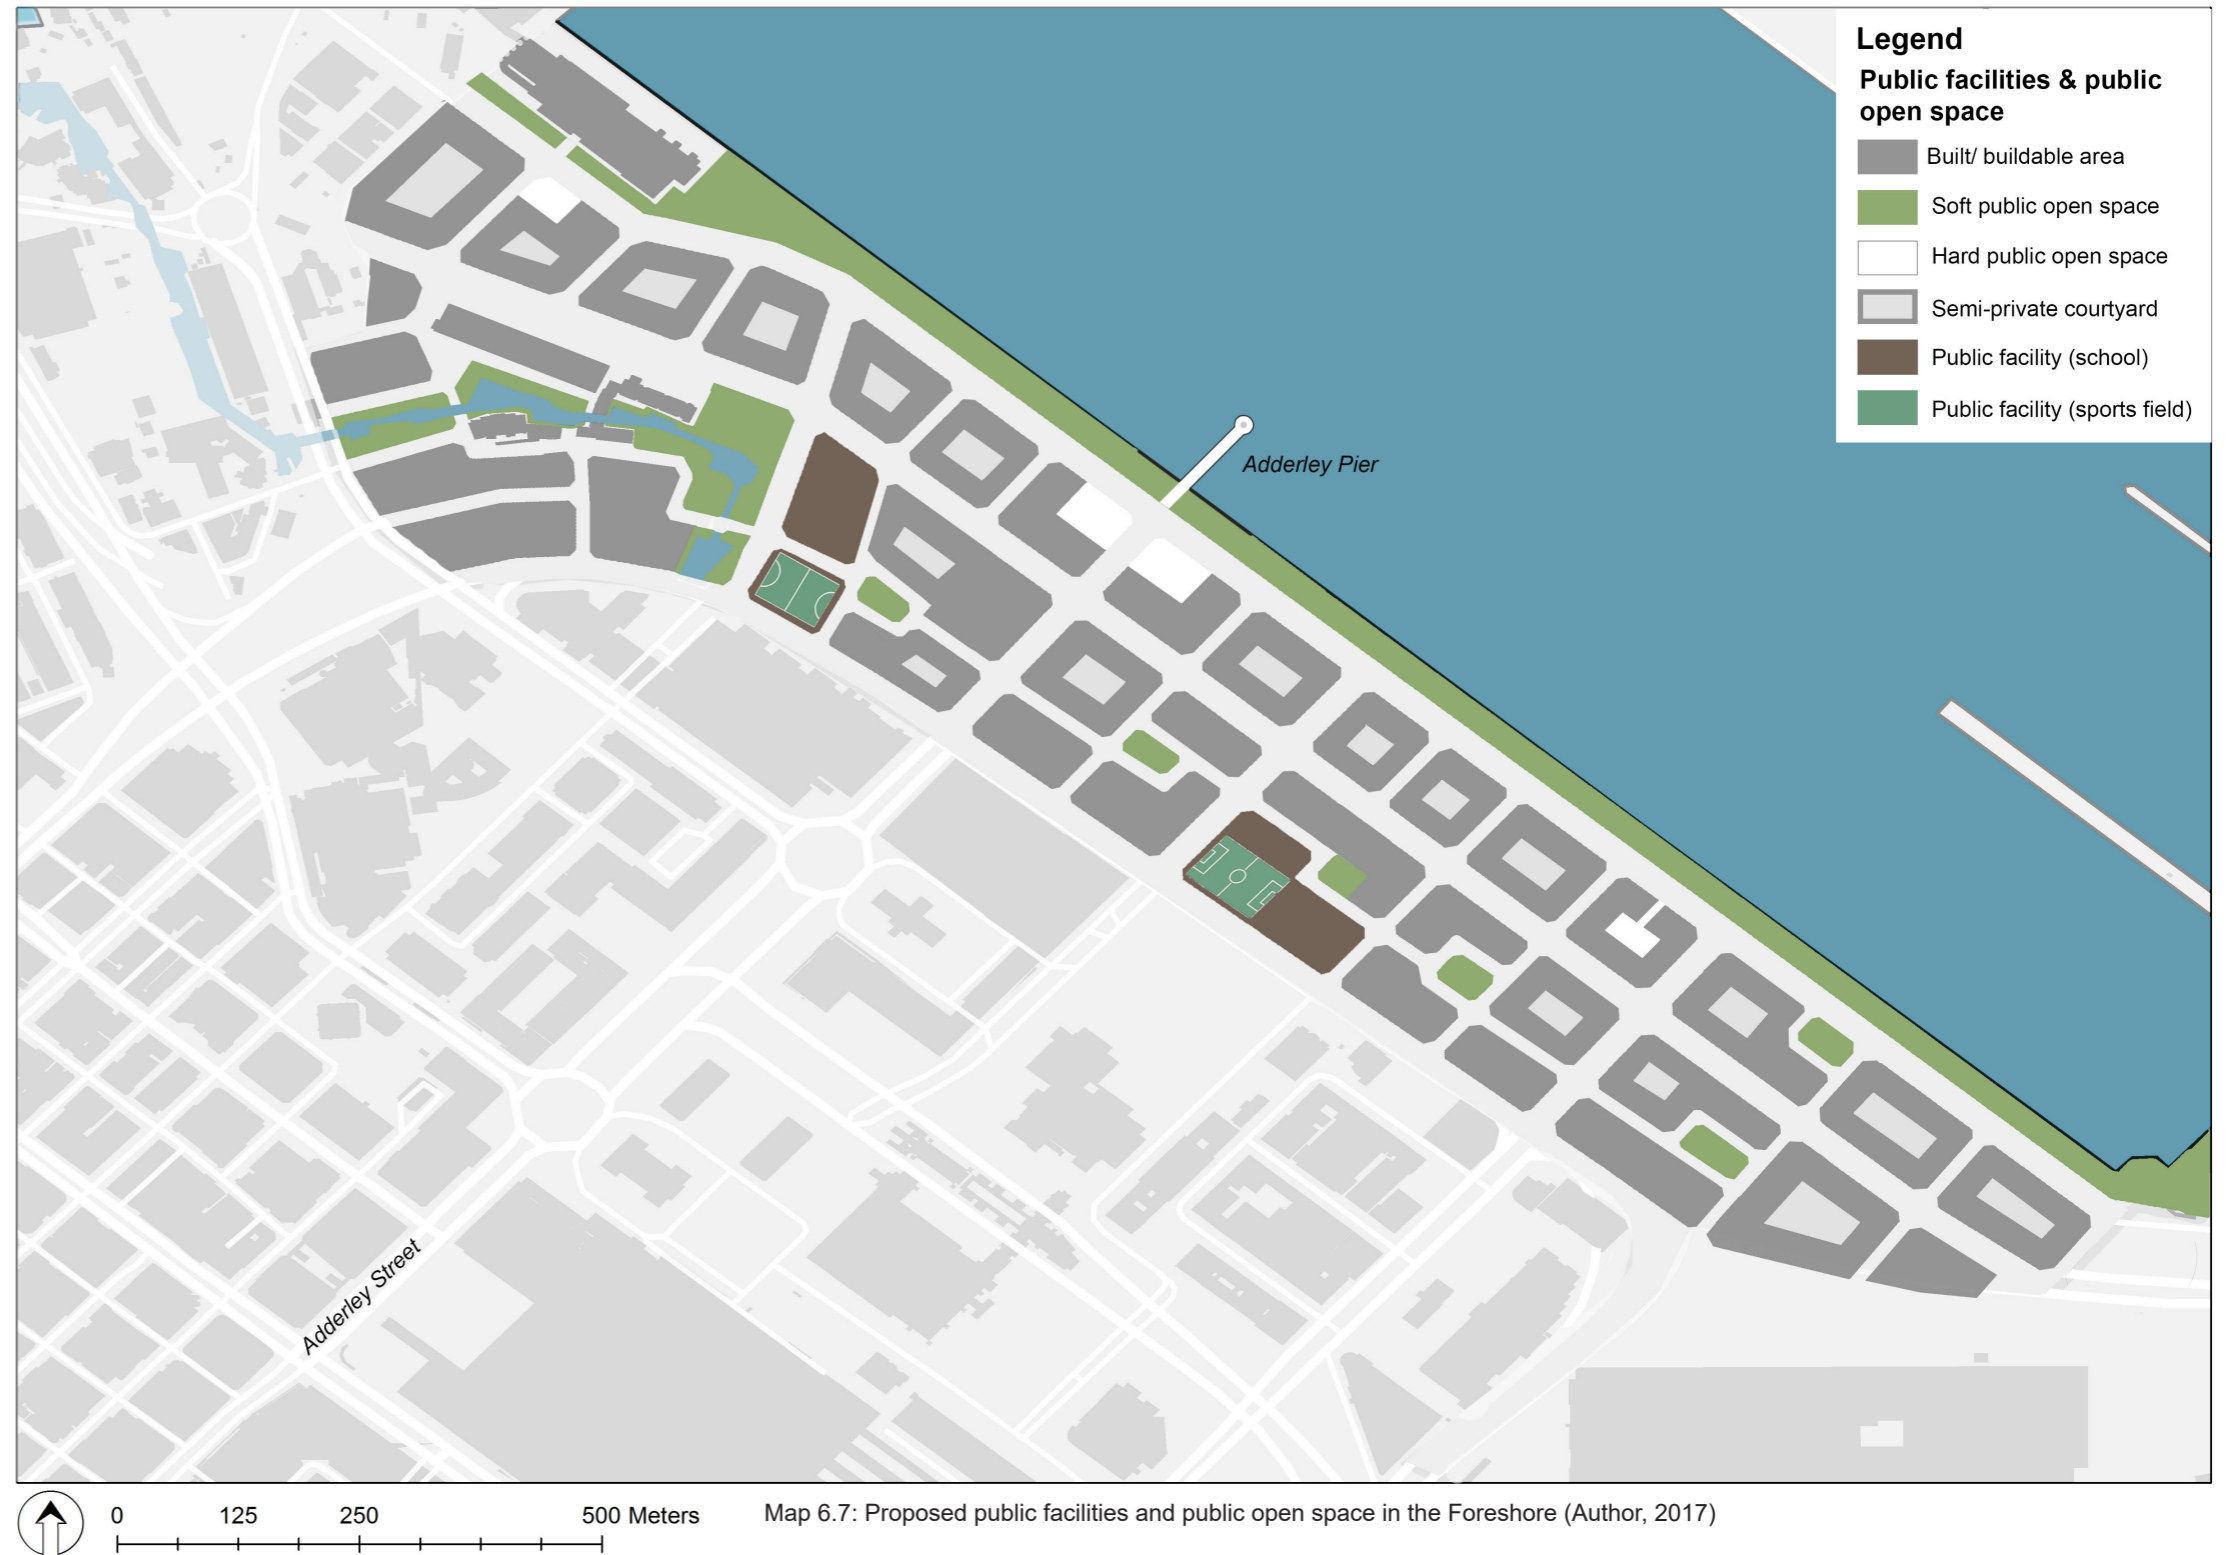 Legend
Public facilities & public
open space
Built/ buildable area
Soft public open space
Hard public open space
Semi-private courtyard
Public facility (school)
Public facility (sports field)
Adderley Pier
Adderley Street
0 125 250 500 Meters
Map 6.7: Proposed public facilities and public open space in the Foreshore (Author, 2017)